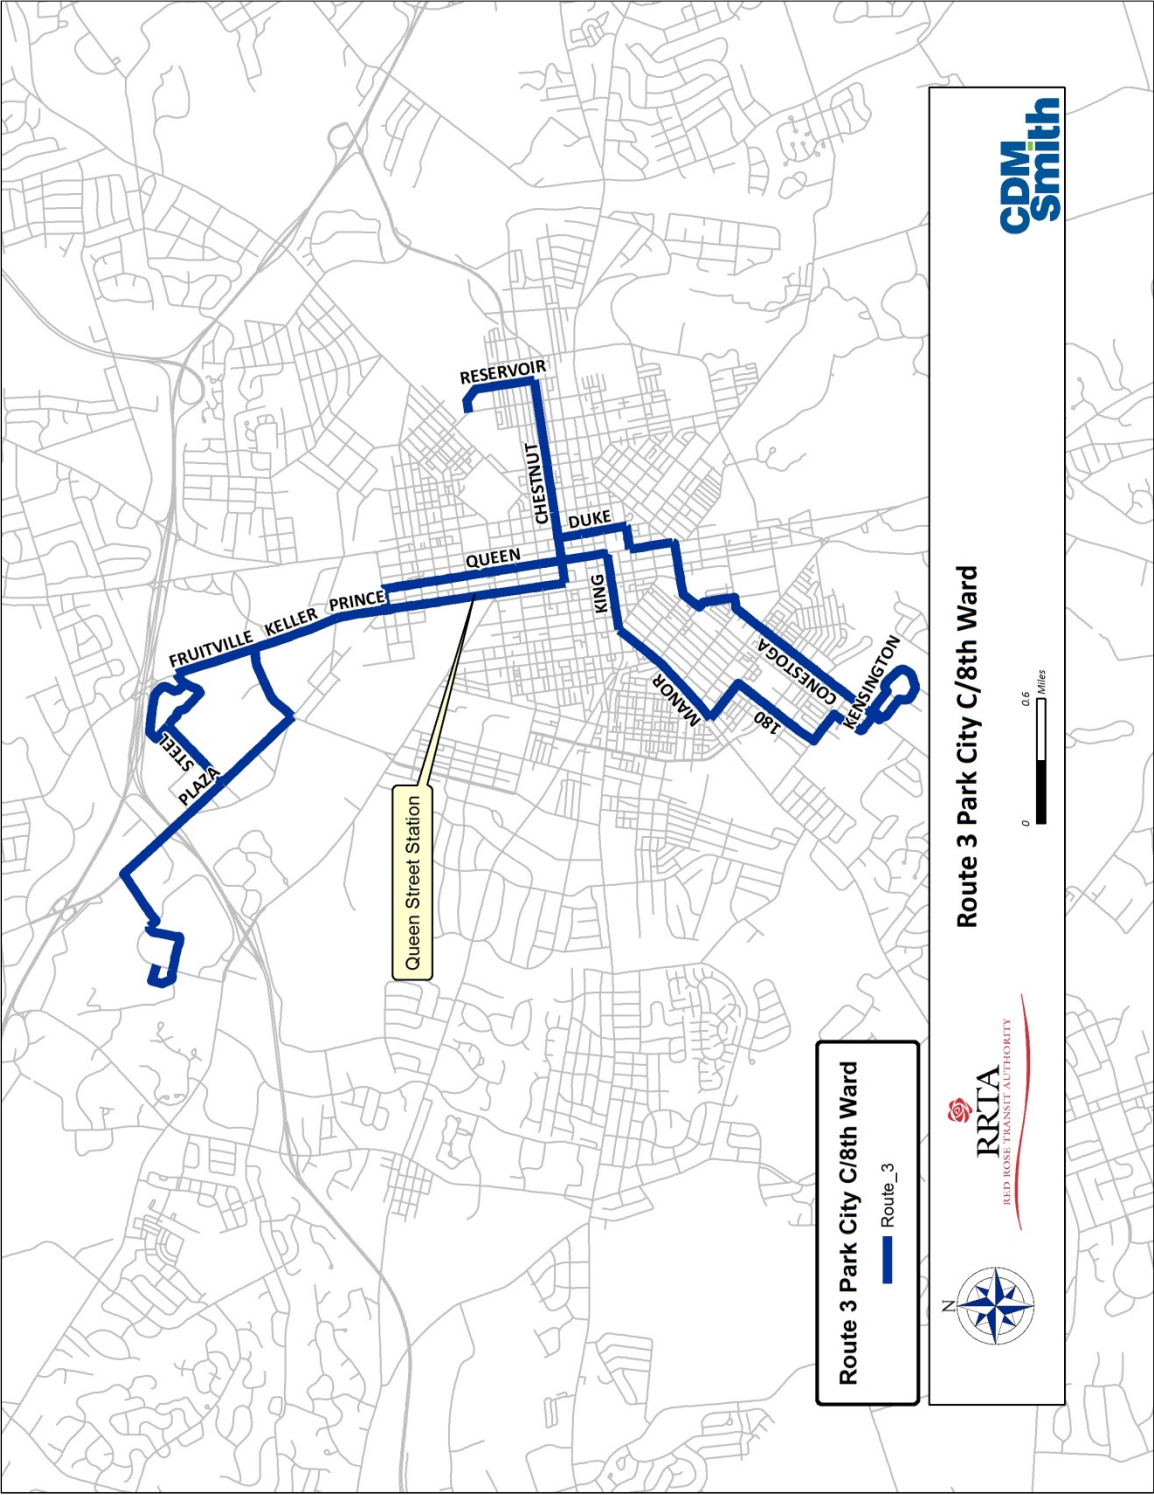 FRUITVILLE
KELLER
PRINCE
QUEEN
RESERVOIR
CHESTNUT
DUKE
KING
STEEL
PLAZA
MANOR
180
CONESTOGA
KENSINGTON
Queen Street Station
Route 3 Park City C/8th Ward
Route_3
N
RRTA
RED ROSE TRANSIT AUTHORITY
Route 3 Park City C/8th Ward
0 0.6
Miles
CDM
Smith